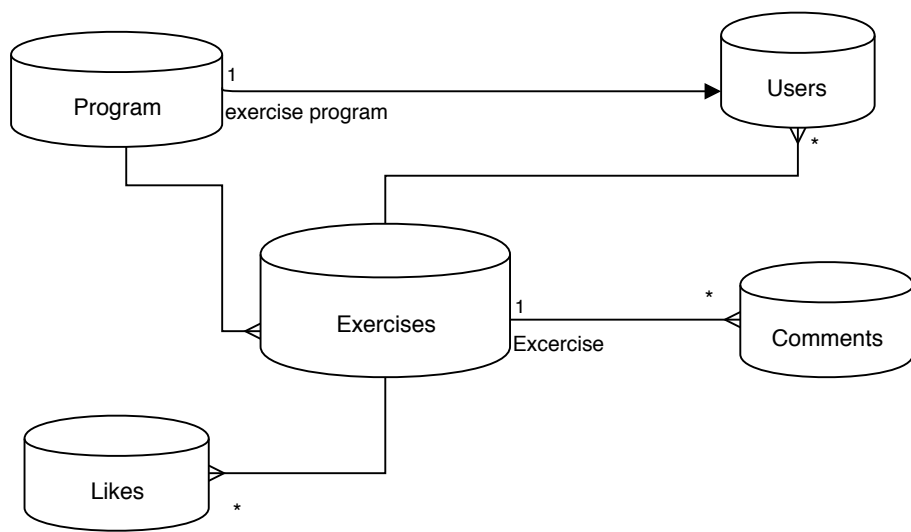 Program
1
exercise program
Users
*
Exercises
1
Excercise
*
Comments
Likes
*